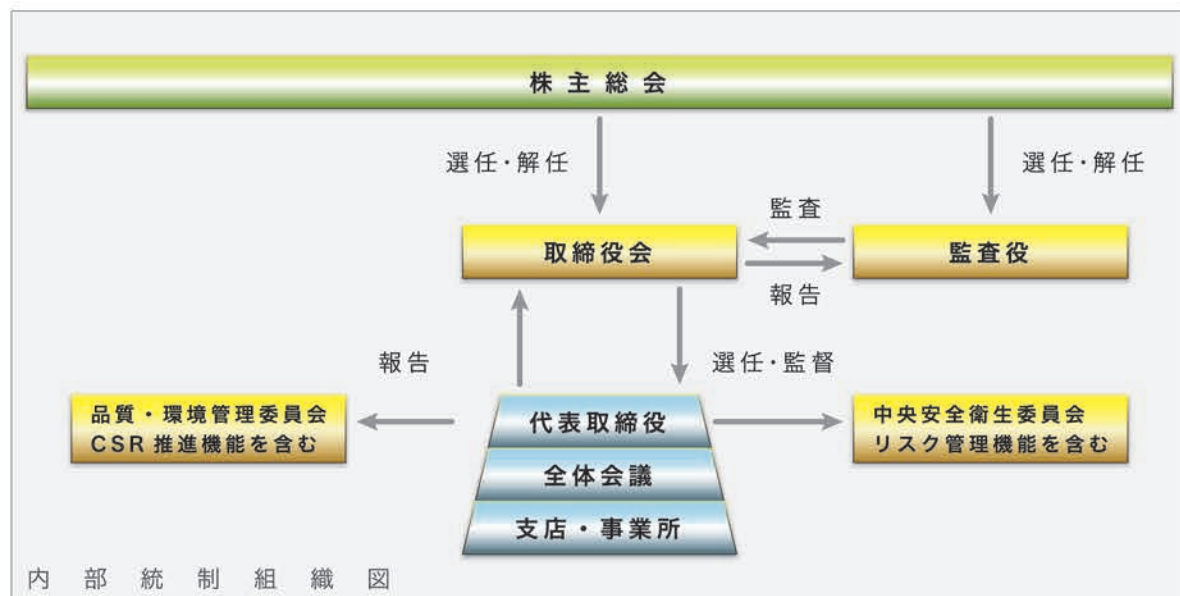 株主総会
選任・解任
選任・解任
監査
取締役会
監査役
報告
報告
選任・監督
品質・環境管理委員会
CSR推進機能を含む
代表取締役
中央安全衛生委員会
リスク管理機能を含む
全体会議
支店・事業所
内部統制組織図